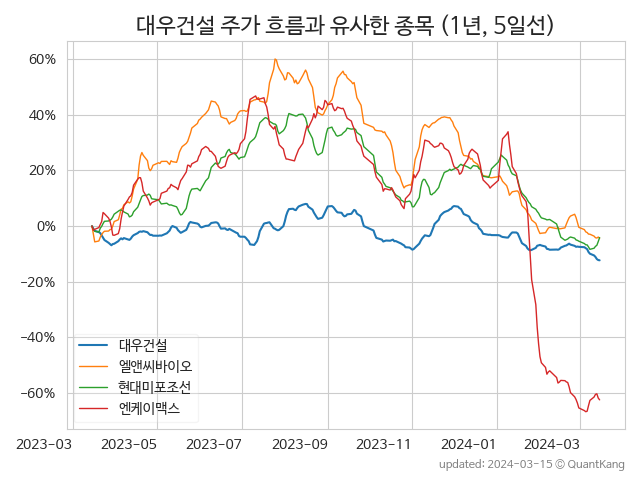 대우건설 주가 흐름과 유사한 종목 (1년, 5일선)
60%
40%
20%
0%
−20%
−40%
−60%
대우건설
엘앤씨바이오
현대미포조선
엔케이맥스
2023-03 2023-05 2023-07 2023-09 2023-11 2024-01 2024-03
updated: 2024-03-15 © QuantKang